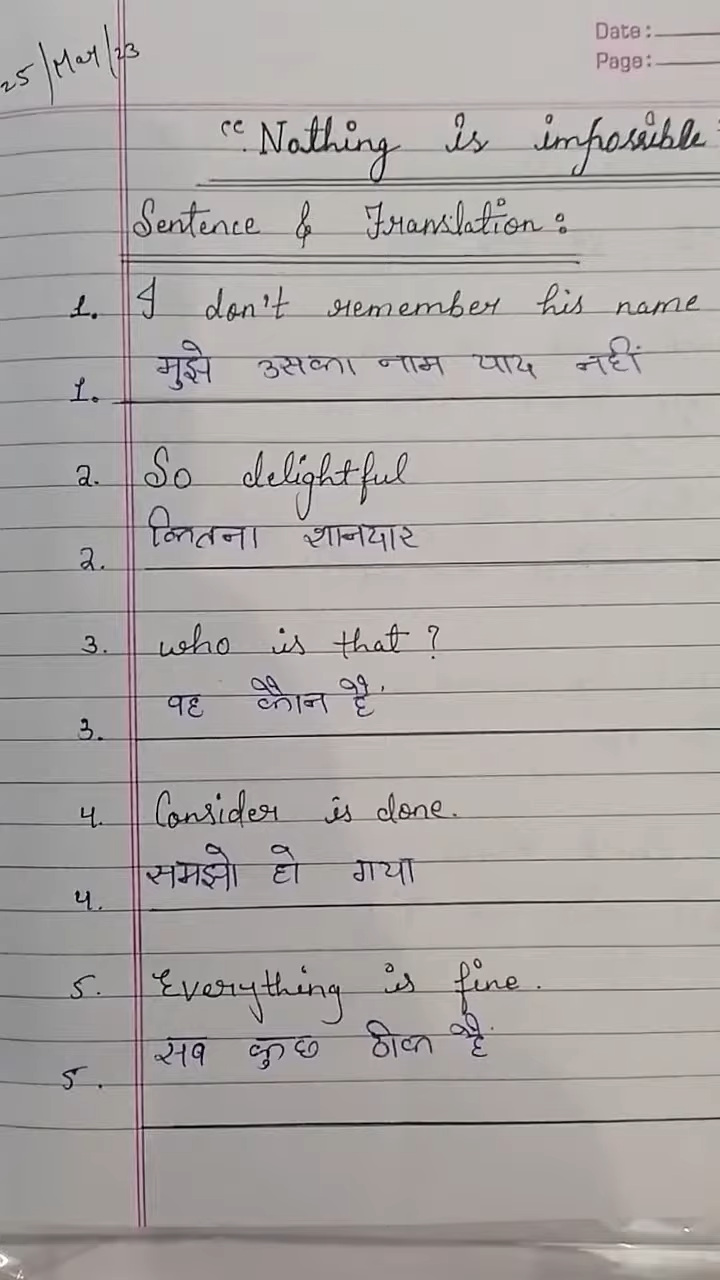 Date:
Page:
25/Mar/23
"Nothing is impossible"
Sentence & Translation:
1. I don't remember his name
1. मुझे उसका नाम याद नहीं
2. So delightful
2. कितना शानदार
3. who is that?
3. वह कौन है.
4. Consider is done.
4. समझो हो गया
5. Everything is fine.
5. सब कुछ ठीक है.